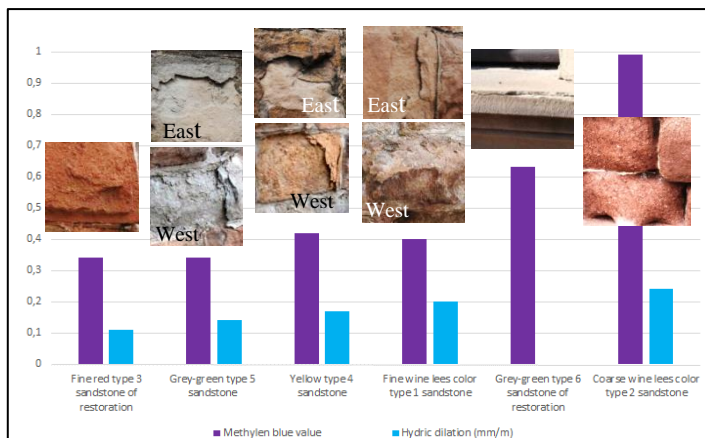 1
0,9
0,8
0,7
0,6
0,5
0,4
0,3
0,2
0,1
0
East
West
East
West
East
West
Fine red type 3
sandstone of
restoration
Grey-green type 5
sandstone
Yellow type 4
sandstone
Fine wine lees color
type 1 sandstone
Grey-green type 6
sandstone of
restoration
Coarse wine lees color
type 2 sandstone
Methylen blue value
Hydric dilation (mm/m)